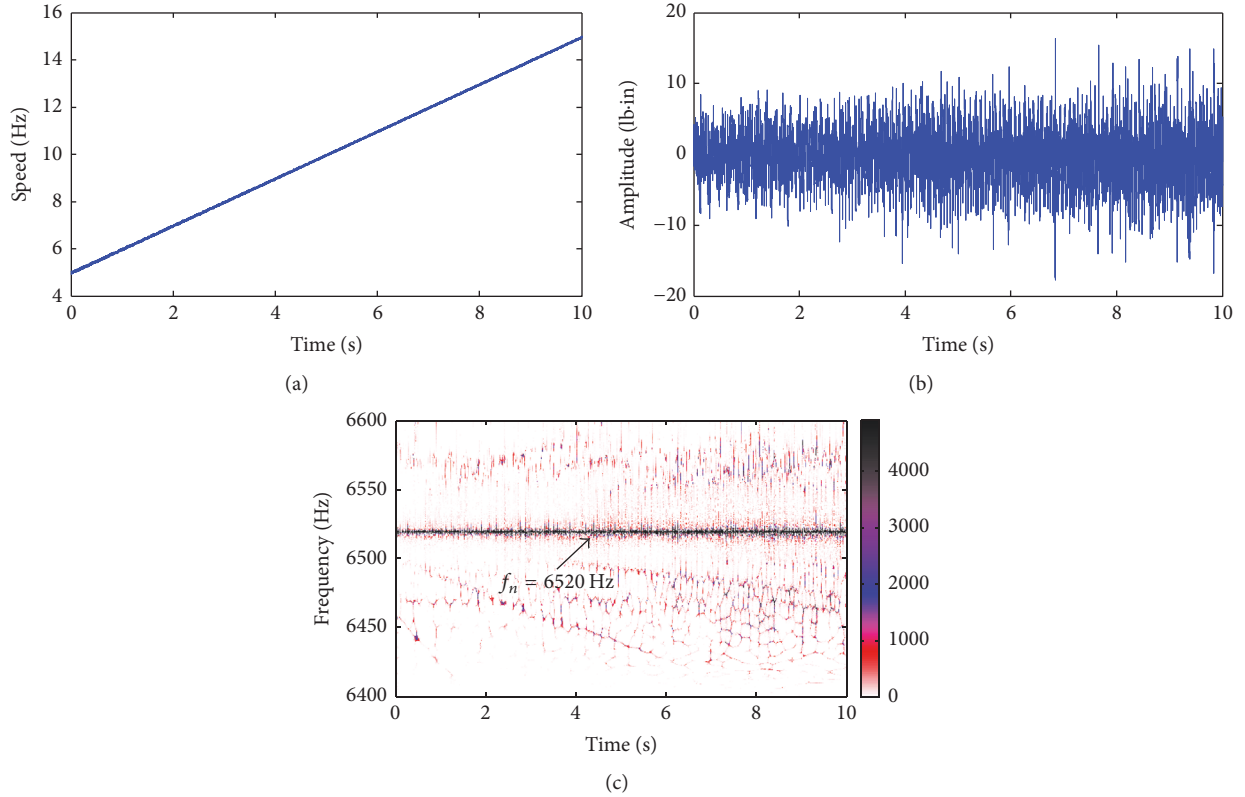 16
14
12
10
8
6
4
Speed (Hz)
0 2 4 6 8 10
Time (s)
(a)
20
10
0
−10
−20
Amplitude (lb·in)
0 2 4 6 8 10
Time (s)
(b)
6600
6550
6500
6450
6400
Frequency (Hz)
fn = 6520 Hz
0 2 4 6 8 10
Time (s)
4000
3000
2000
1000
0
(c)